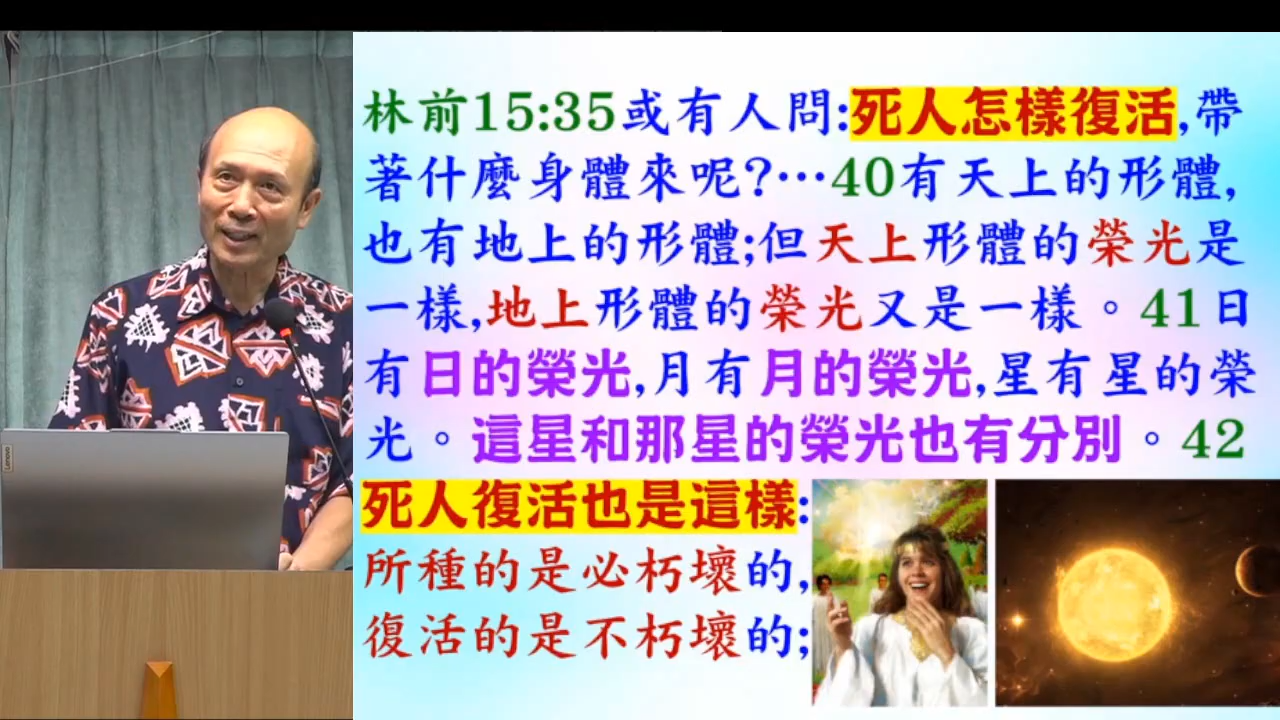 林前15:35或有人問:死人怎樣復活,帶
著什麼身體來呢?…40有天上的形體,
也有地上的形體;但天上形體的榮光是
一樣,地上形體的榮光又是一樣。41日
有日的榮光,月有月的榮光,星有星的榮
光。這星和那星的榮光也有分別。42
死人復活也是這樣:
所種的是必朽壞的,
復活的是不朽壞的;
Lenovo